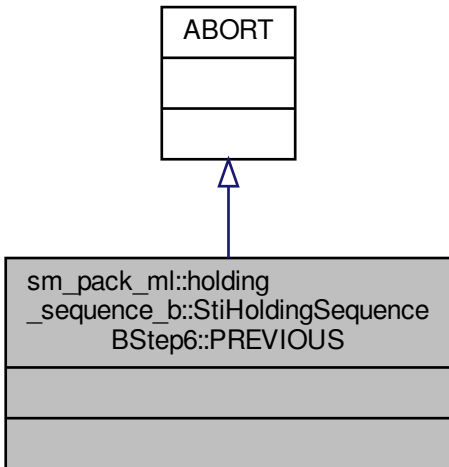 ABORT
sm_pack_ml::holding
_sequence_b::StiHoldingSequence
BStep6::PREVIOUS